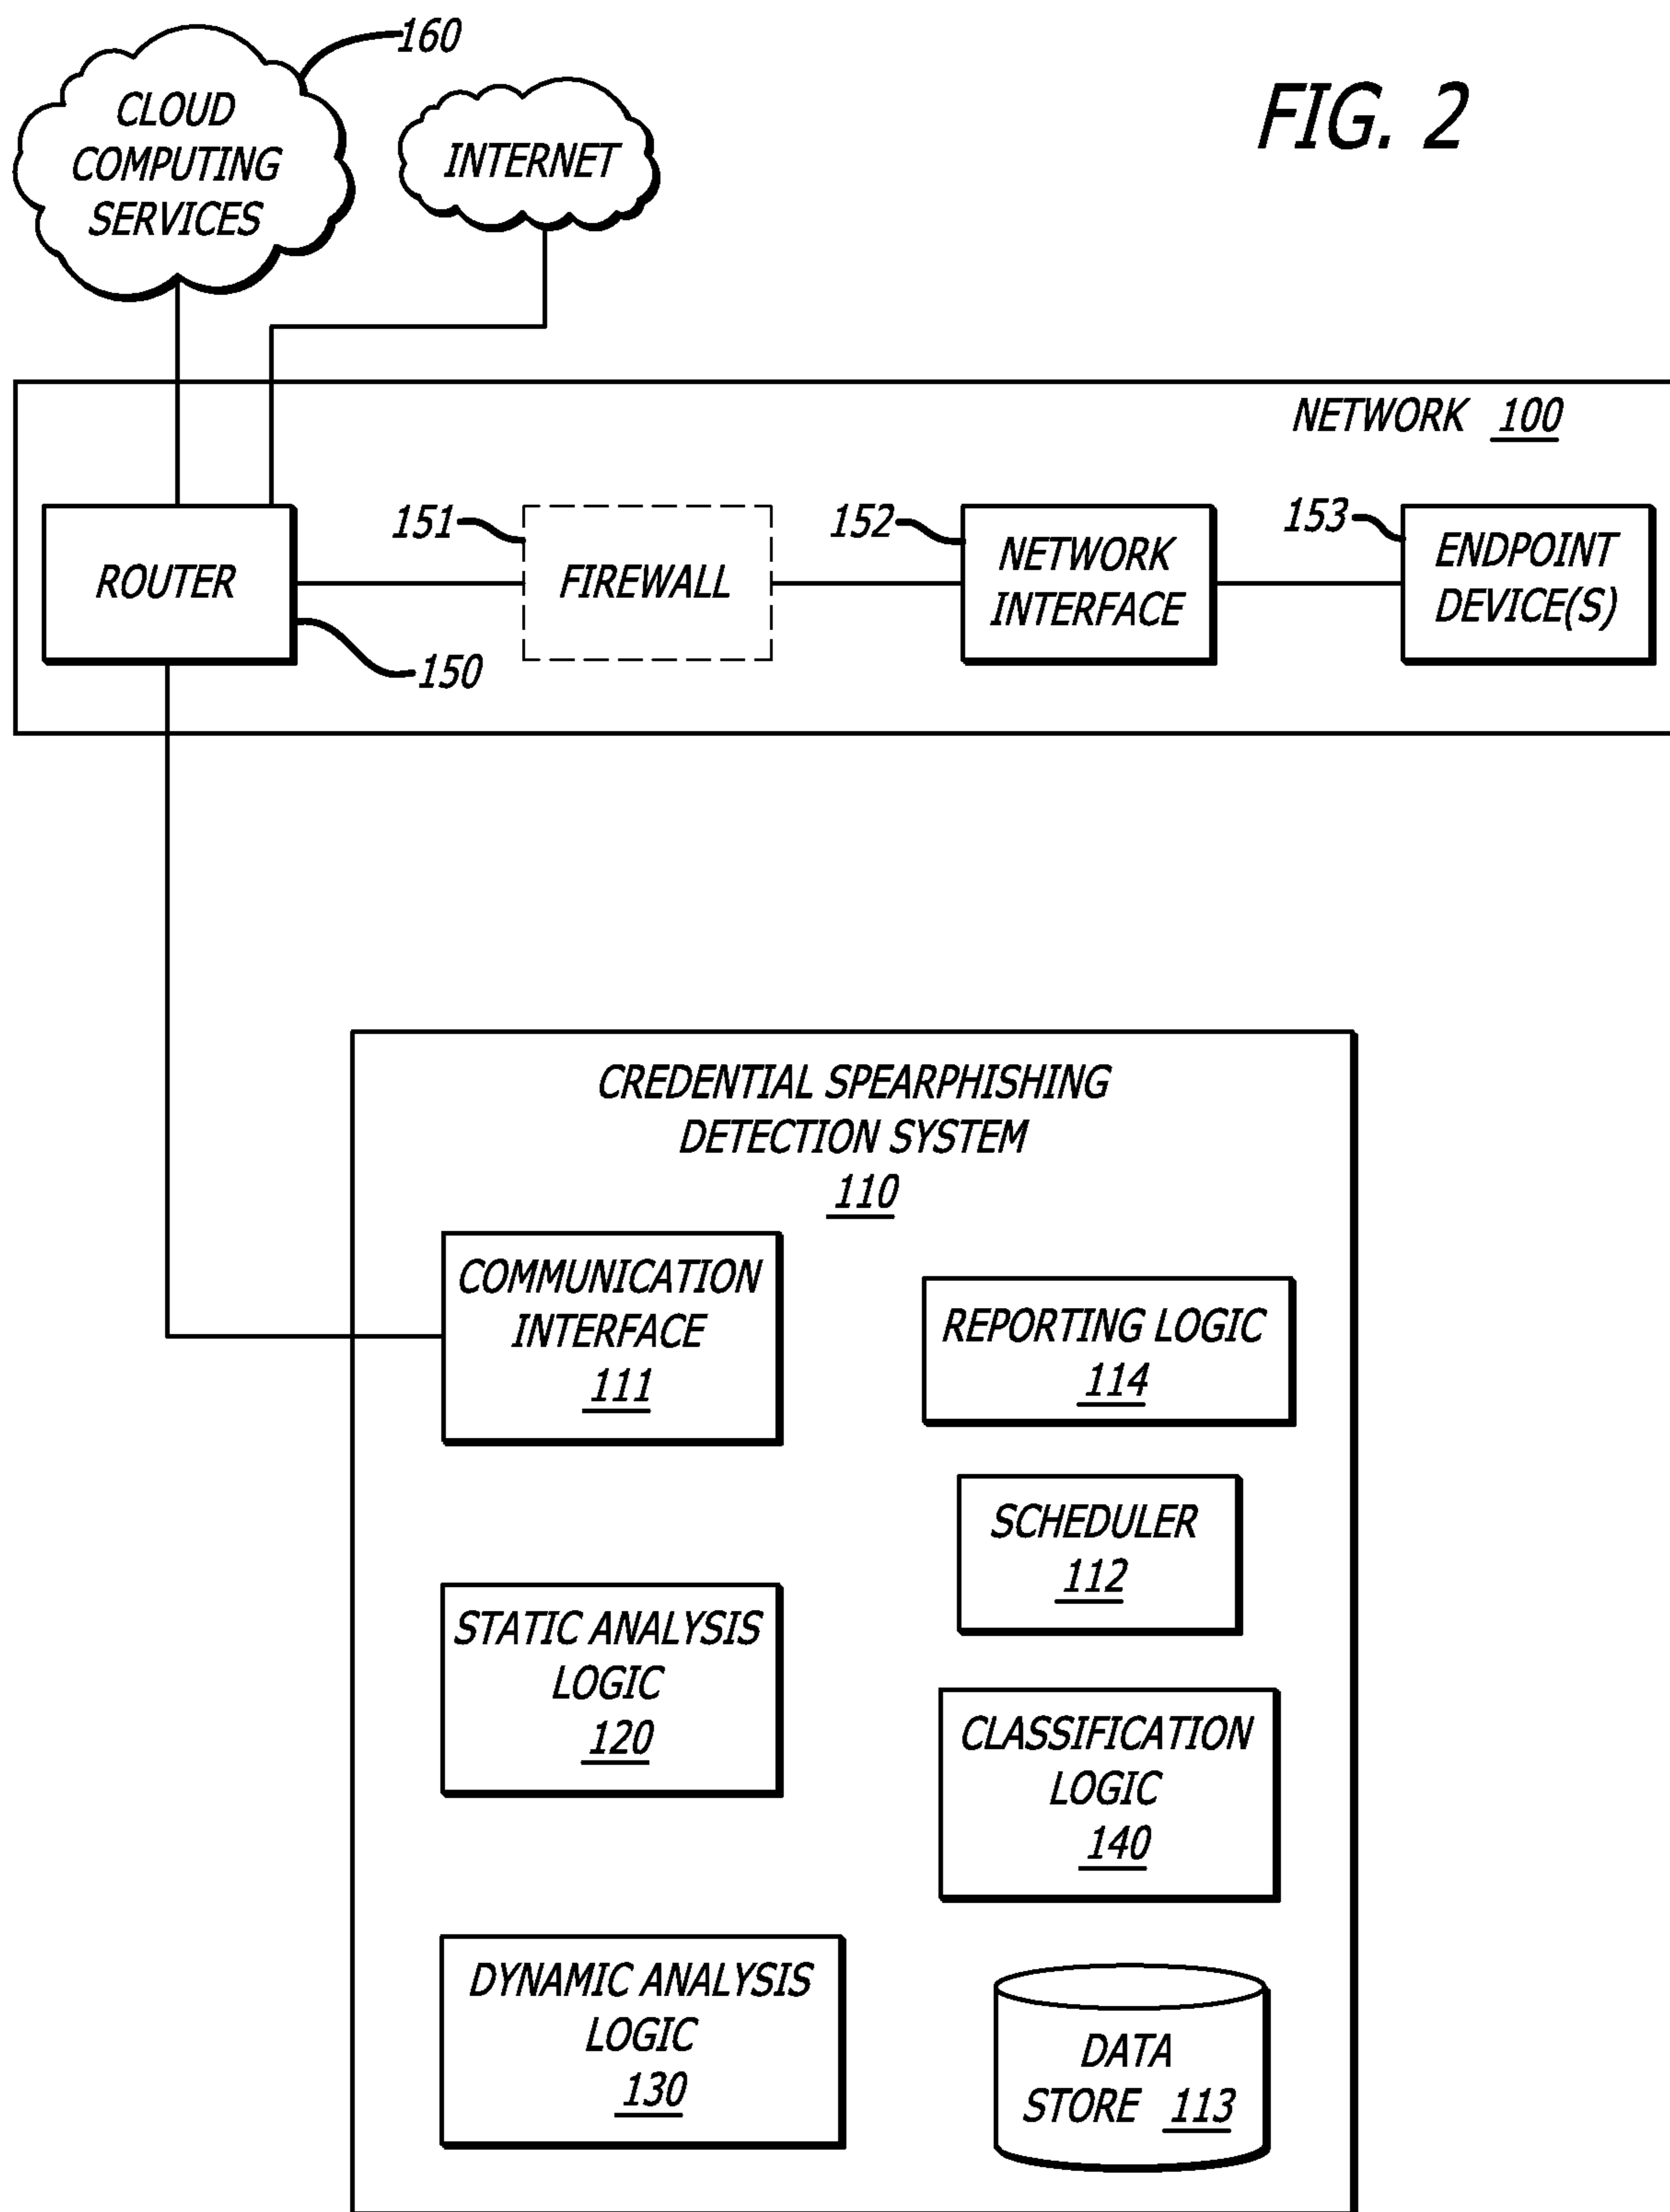 160
CLOUD
COMPUTING
SERVICES
INTERNET
FIG. 2
NETWORK 100
ROUTER
150
151
FIREWALL
152
NETWORK
INTERFACE
153
ENDPOINT
DEVICE(S)
CREDENTIAL SPEARPHISHING
DETECTION SYSTEM
110
COMMUNICATION
INTERFACE
111
REPORTING LOGIC
114
SCHEDULER
112
STATIC ANALYSIS
LOGIC
120
CLASSIFICATION
LOGIC
140
DYNAMIC ANALYSIS
LOGIC
130
DATA
STORE 113